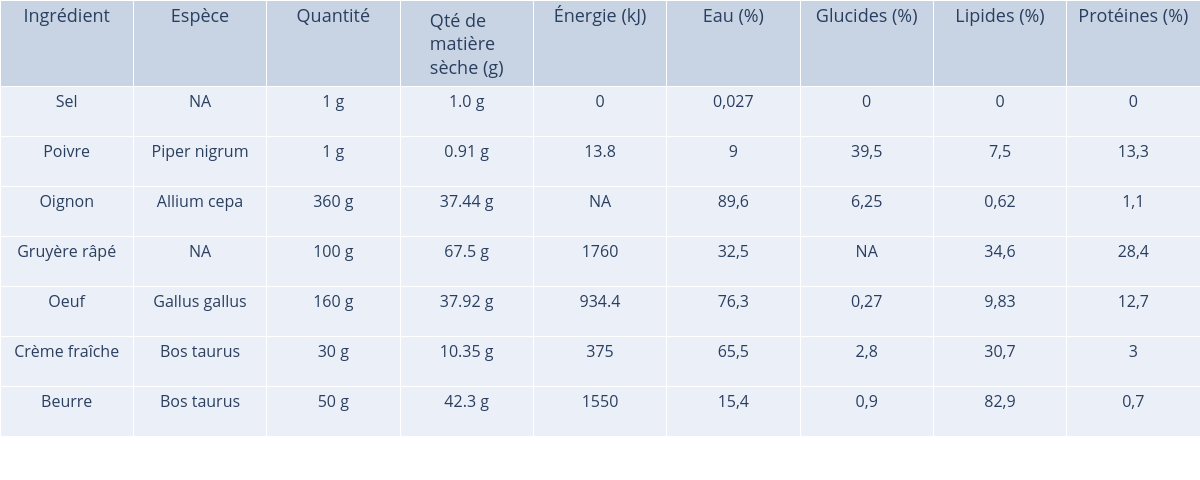 Ingrédient Espèce Quantité Qté de matière sèche (g) Énergie (kJ) Eau (%) Glucides (%) Lipides (%) Protéines (%)
Sel NA 1 g 1.0 g 0 0,027 0 0 0
Poivre Piper nigrum 1 g 0.91 g 13.8 9 39,5 7,5 13,3
Oignon Allium cepa 360 g 37.44 g NA 89,6 6,25 0,62 1,1
Gruyère râpé NA 100 g 67.5 g 1760 32,5 NA 34,6 28,4
Oeuf Gallus gallus 160 g 37.92 g 934.4 76,3 0,27 9,83 12,7
Crème fraîche Bos taurus 30 g 10.35 g 375 65,5 2,8 30,7 3
Beurre Bos taurus 50 g 42.3 g 1550 15,4 0,9 82,9 0,7